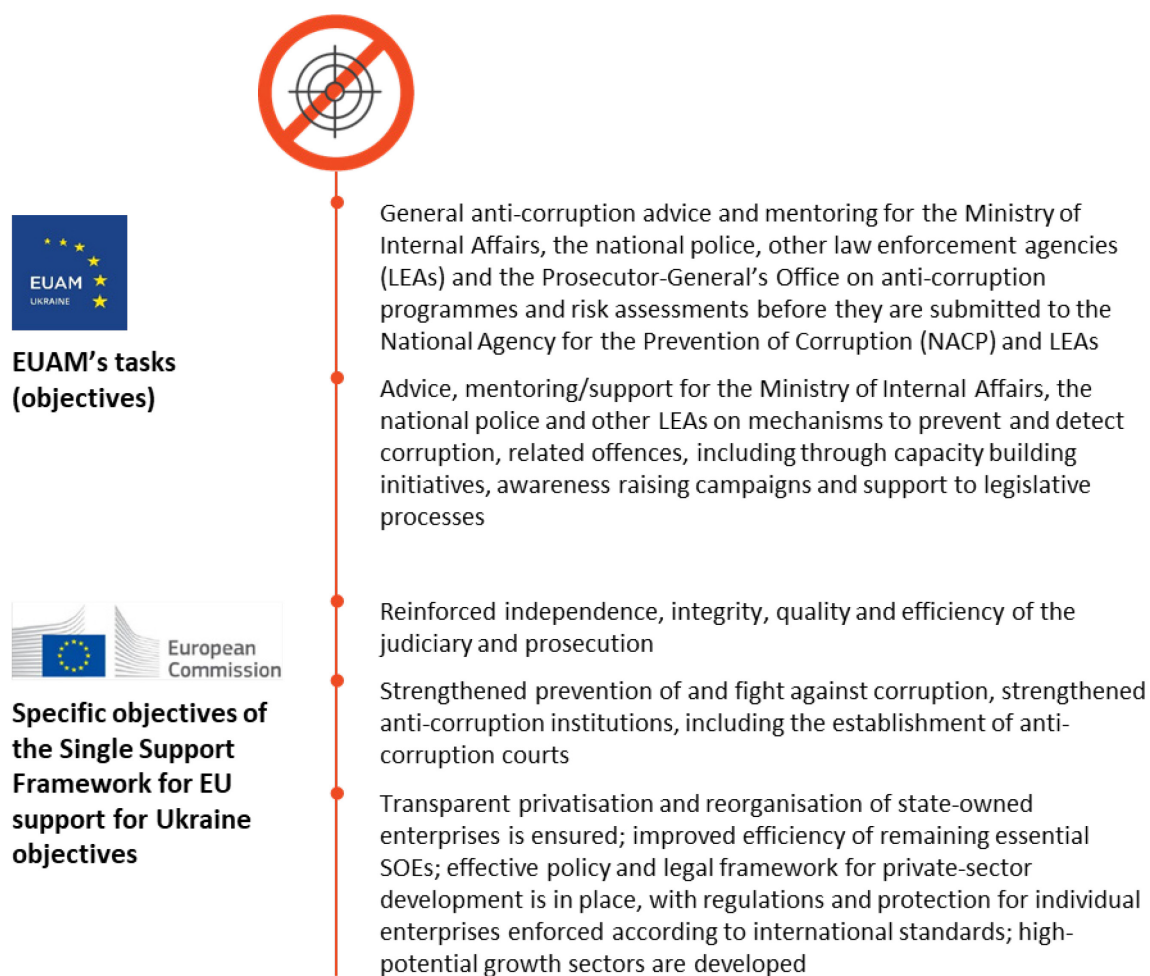 General anti-corruption advice and mentoring for the Ministry of
Internal Affairs, the national police, other law enforcement agencies
(LEAs) and the Prosecutor-General's Office on anti-corruption
programmes and risk assessments before they are submitted to the
National Agency for the Prevention of Corruption (NACP) and LEAs
EUAM
UKRAINE
EUAM's tasks
(objectives)
Advice, mentoring/support for the Ministry of Internal Affairs, the
national police and other LEAs on mechanisms to prevent and detect
corruption, related offences, including through capacity building
initiatives, awareness raising campaigns and support to legislative
processes
European
Commission
Specific objectives of
the Single Support
Framework for EU
support for Ukraine
objectives
Reinforced independence, integrity, quality and efficiency of the
judiciary and prosecution
Strengthened prevention of and fight against corruption, strengthened
anti-corruption institutions, including the establishment of anti-
corruption courts
Transparent privatisation and reorganisation of state-owned
enterprises is ensured; improved efficiency of remaining essential
SOEs; effective policy and legal framework for private-sector
development is in place, with regulations and protection for individual
enterprises enforced according to international standards; high-
potential growth sectors are developed